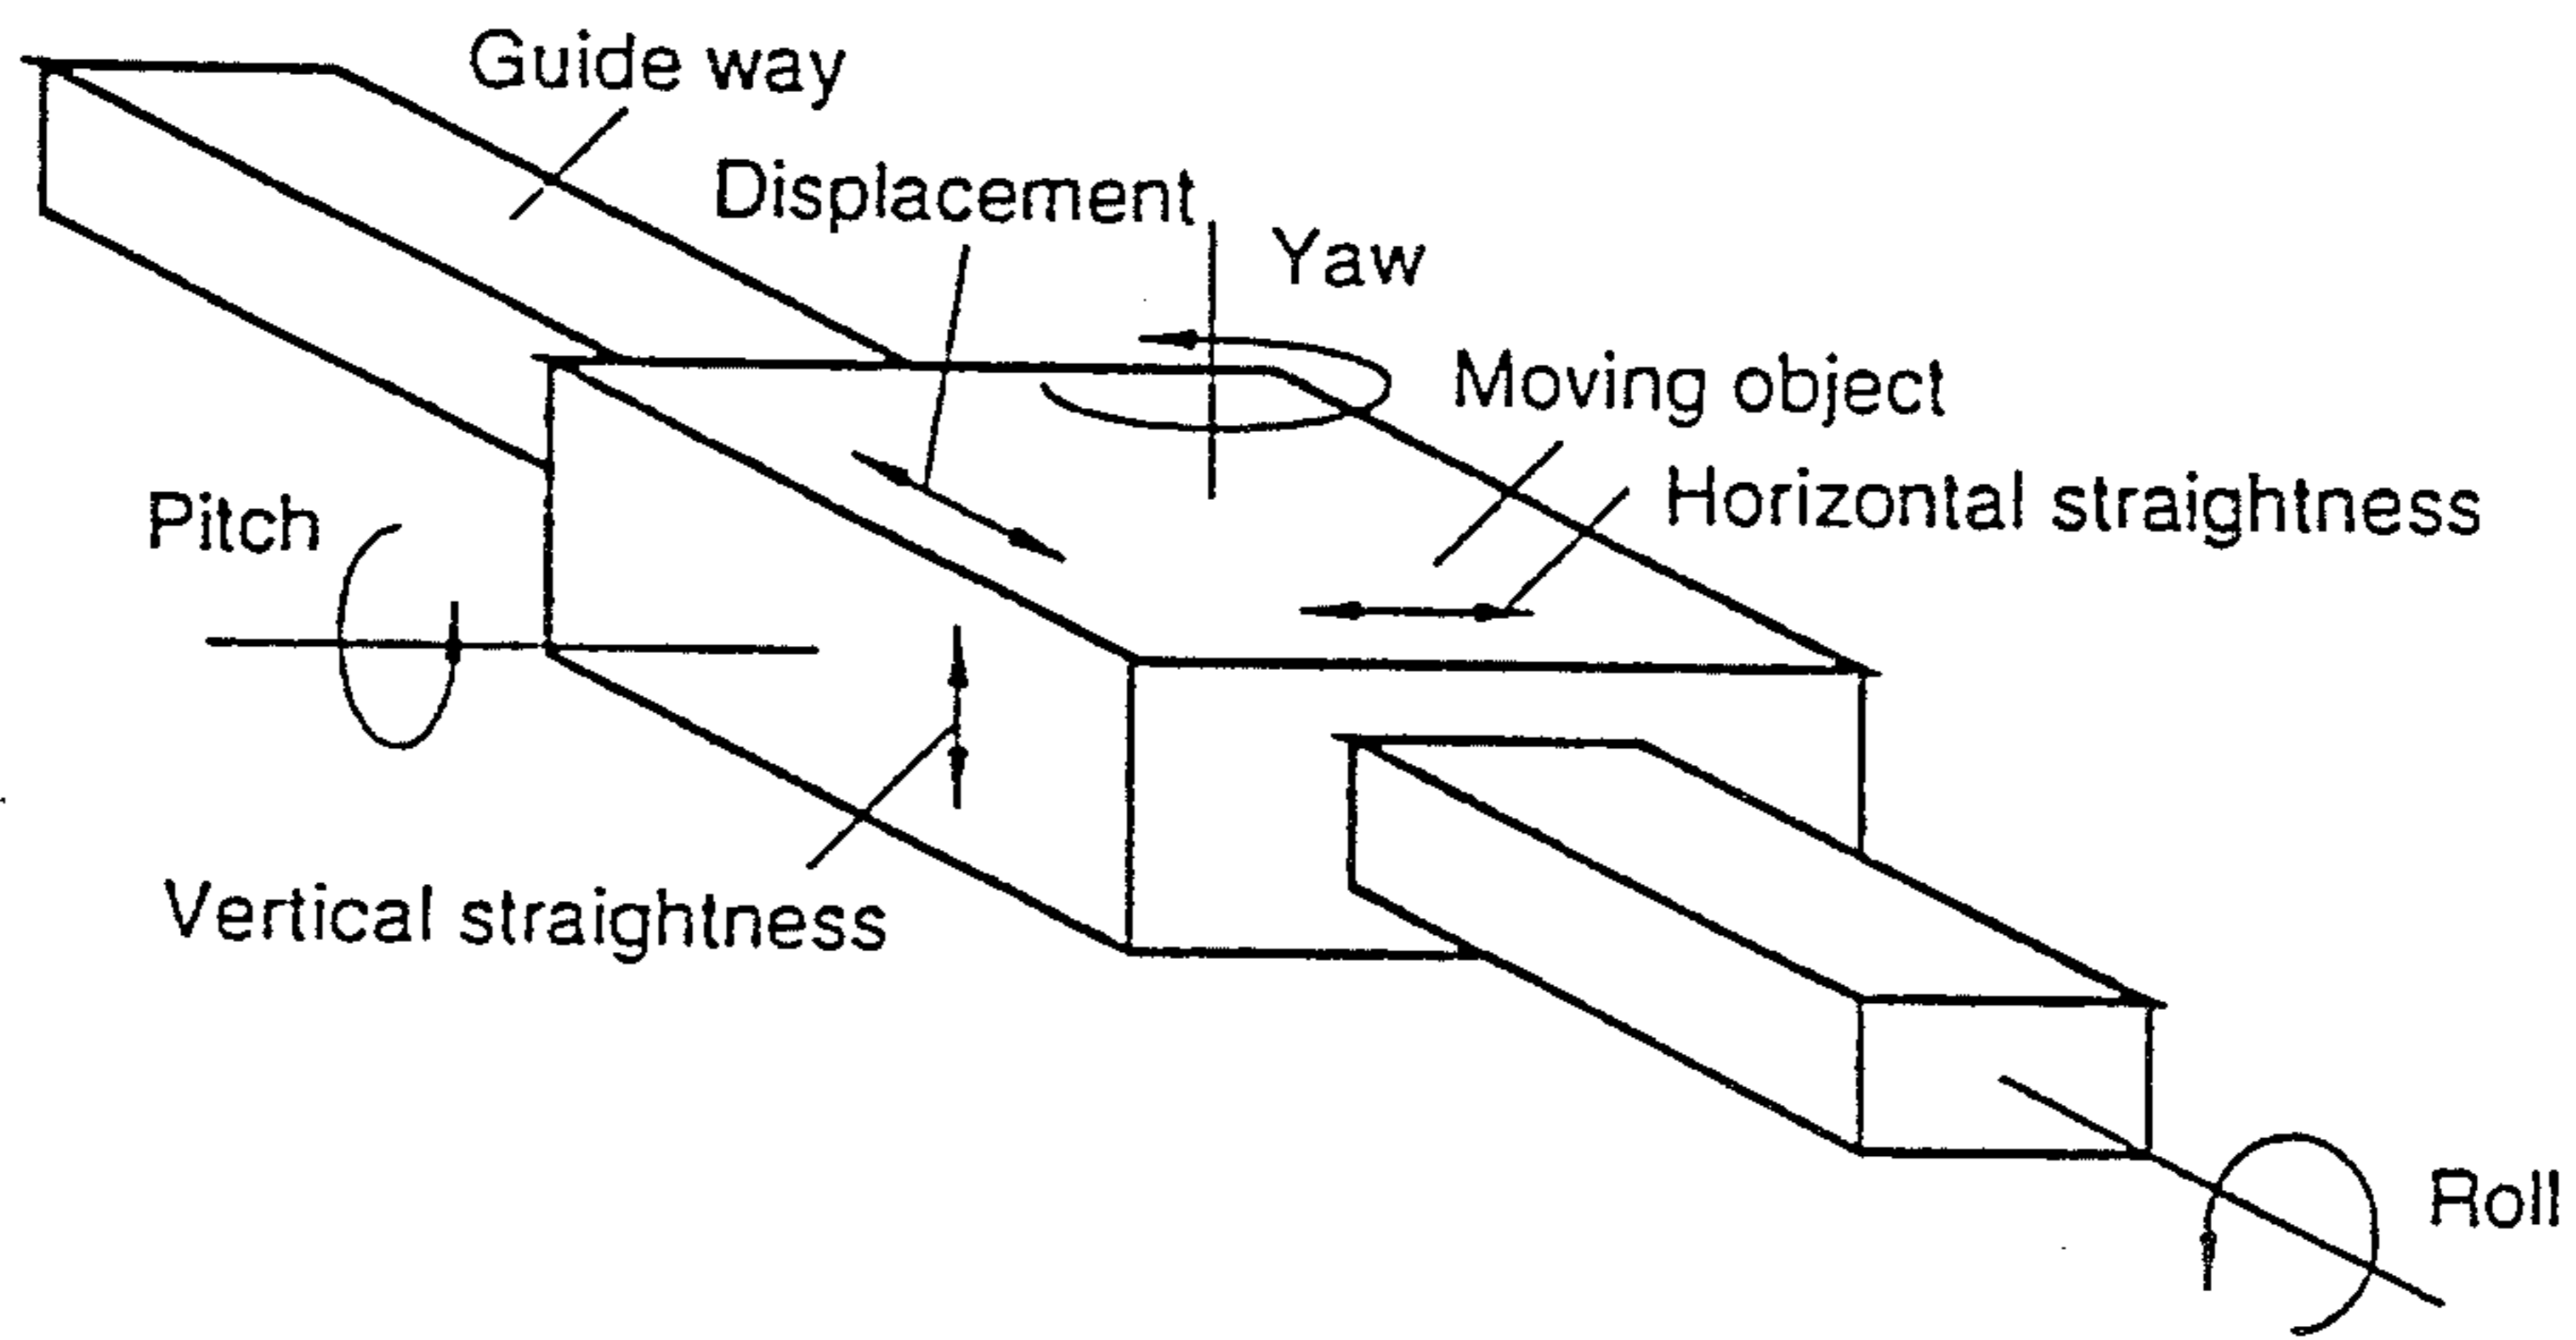 Guide way
Displacement
Yaw
Moving object
Horizontal straightness
Pitch
Vertical straightness
Roll